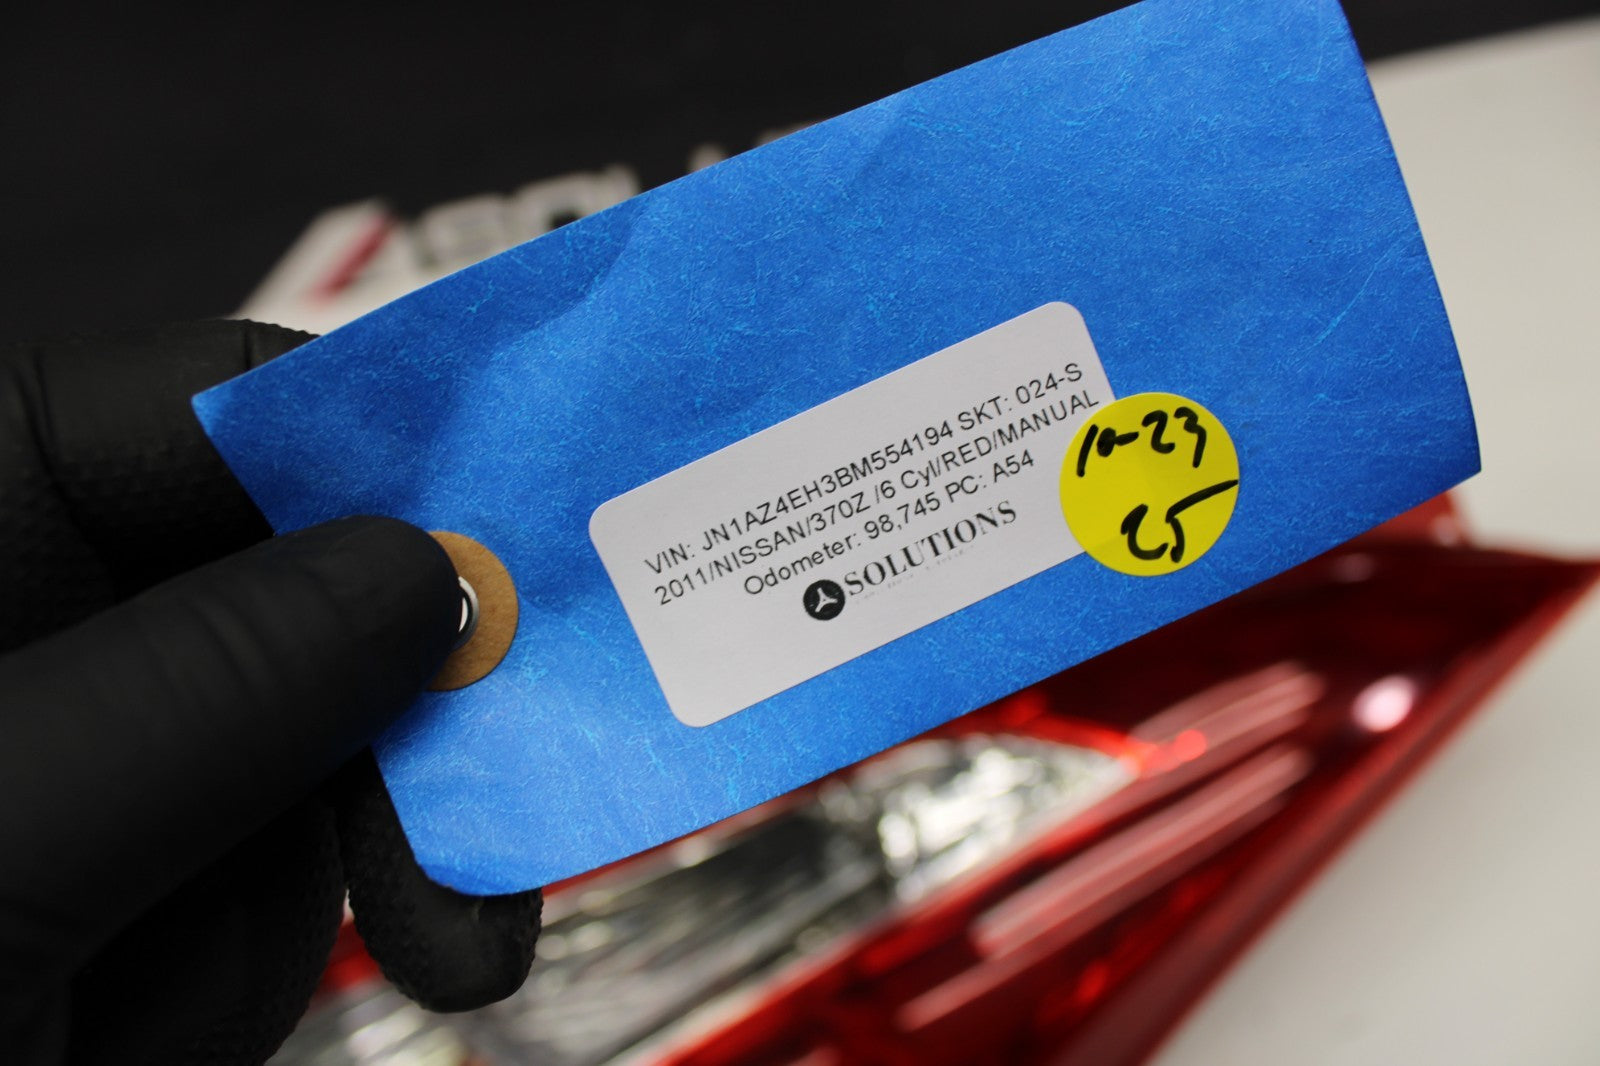 VIN: JN1AZ4EH3BM554194 SKT: 024-S
2011/NISSAN/370Z /6 Cyl/RED/MANUAL
Odometer: 98,745 PC: A54
SOLUTIONS
10-23
25